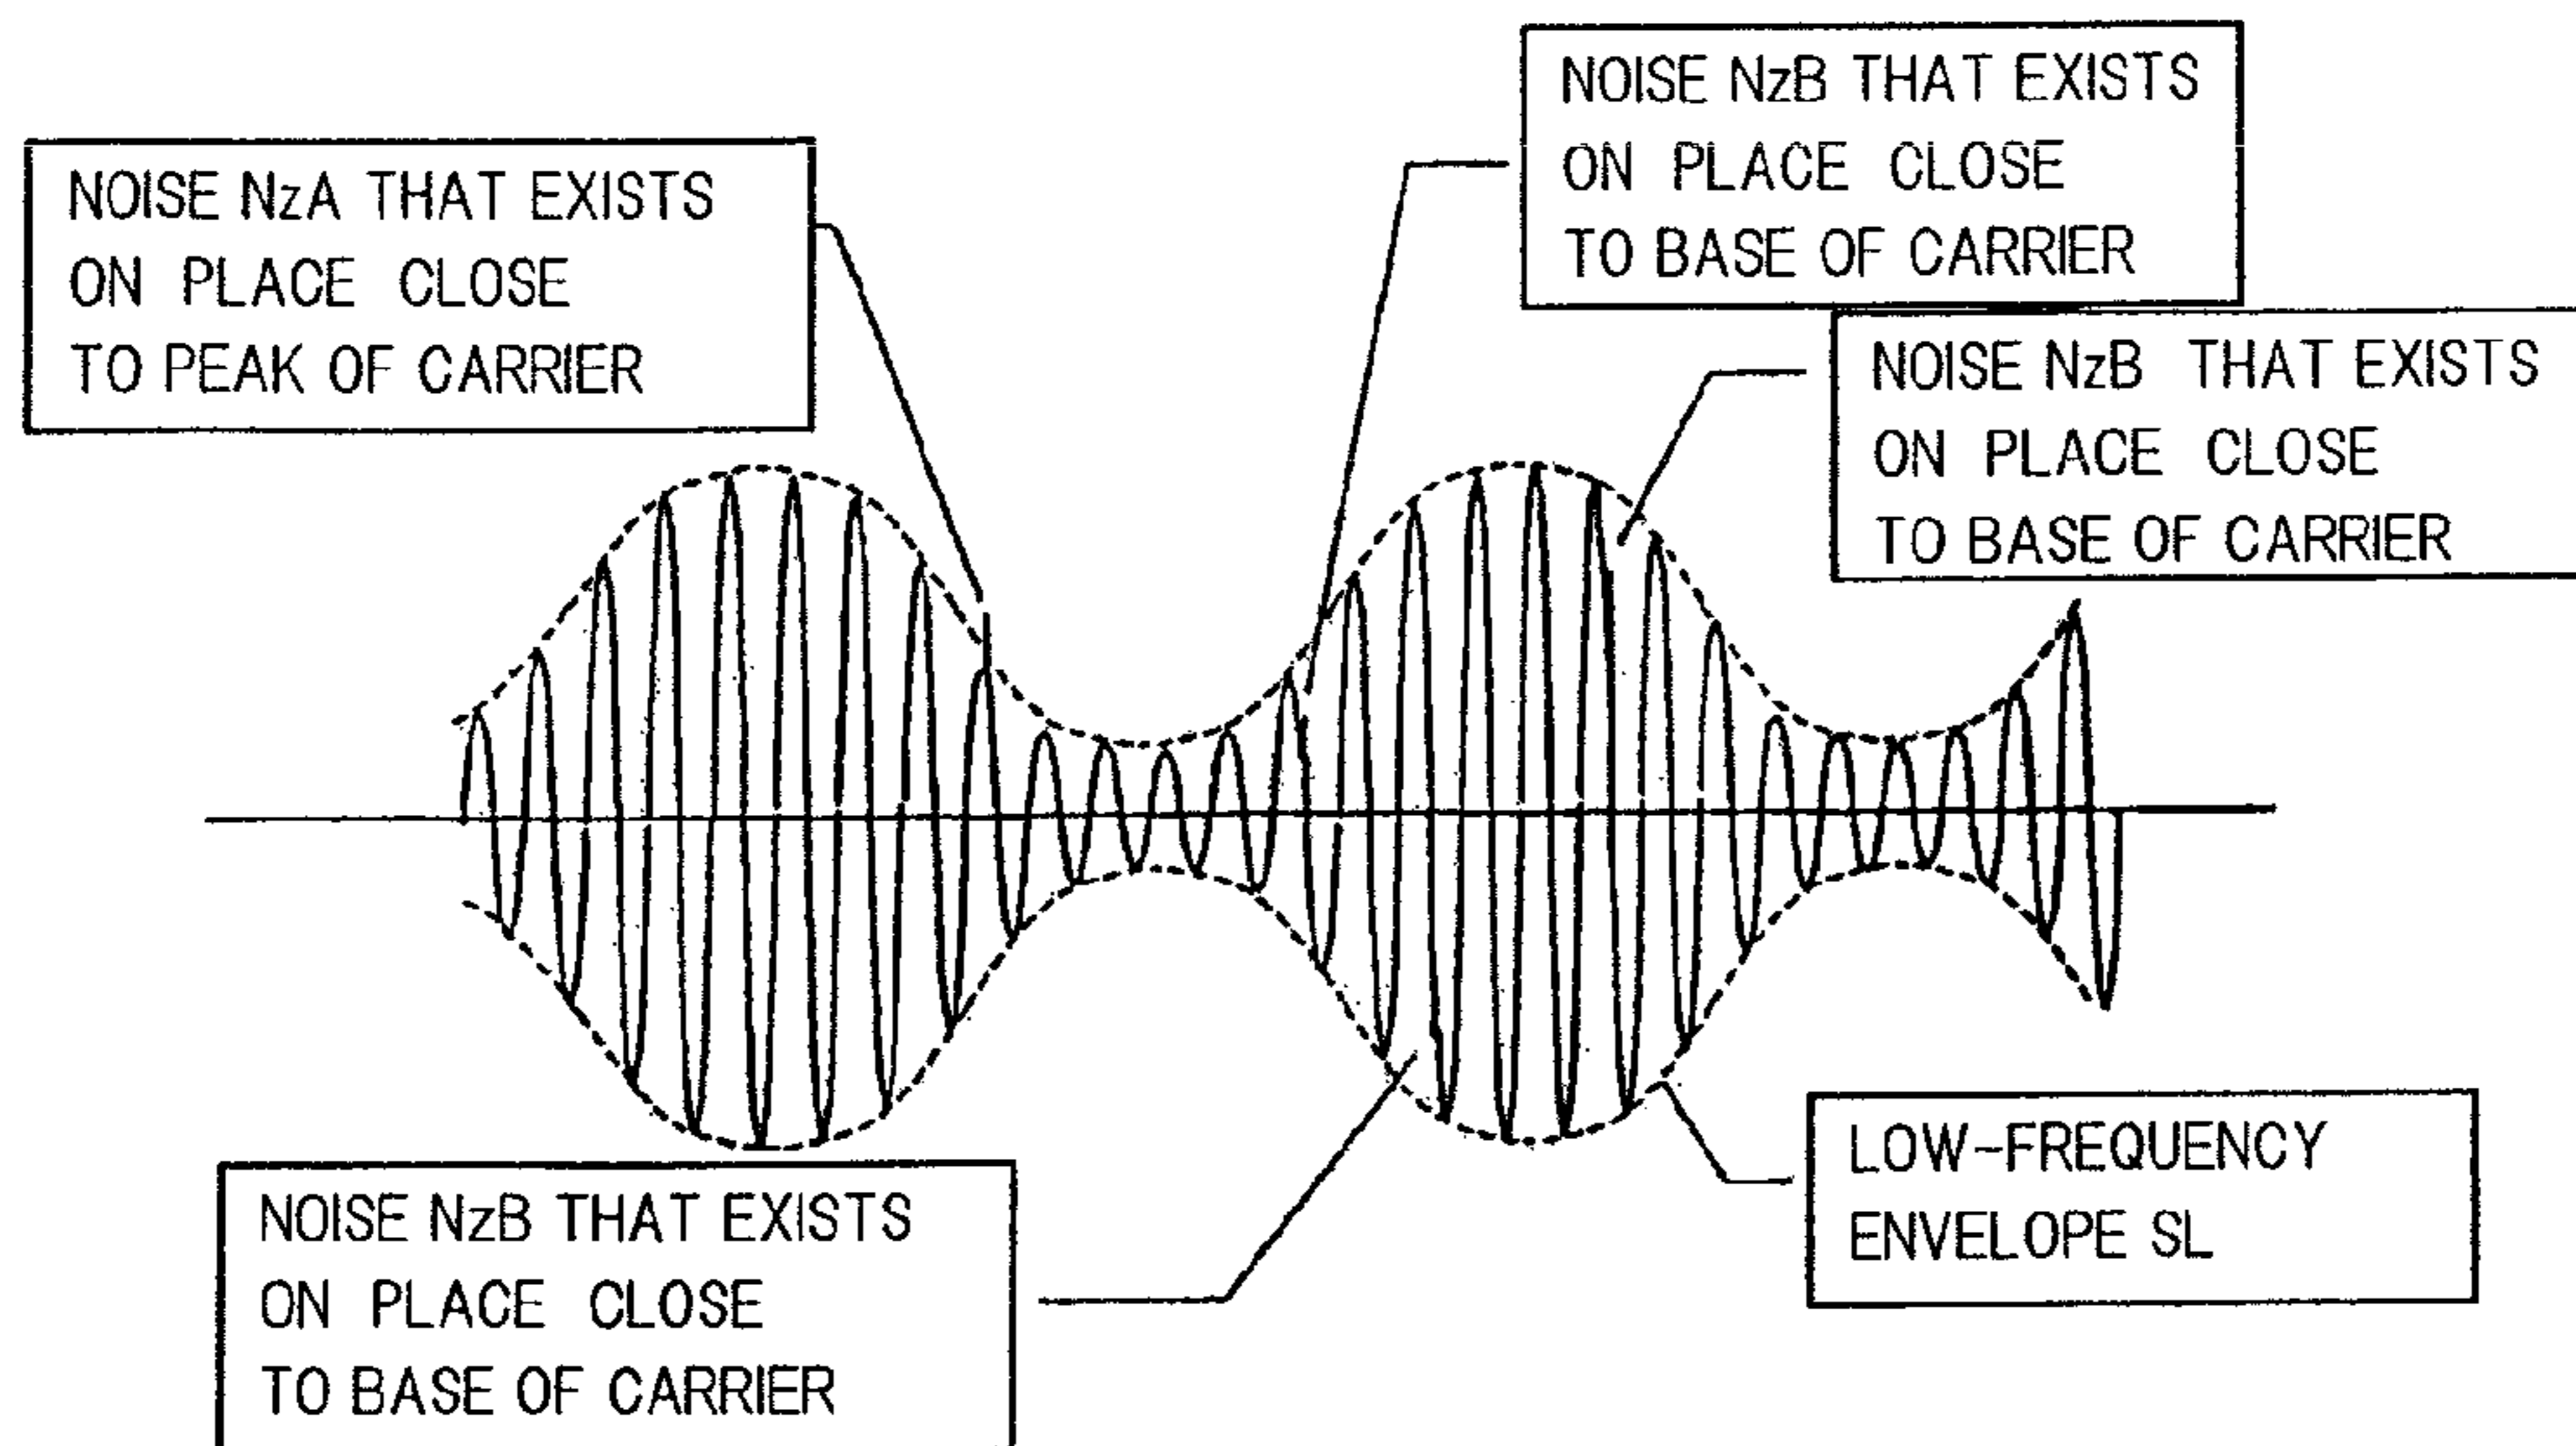 NOISE NzA THAT EXISTS
ON PLACE CLOSE
TO PEAK OF CARRIER
NOISE NzB THAT EXISTS
ON PLACE CLOSE
TO BASE OF CARRIER
NOISE NzB THAT EXISTS
ON PLACE CLOSE
TO BASE OF CARRIER
NOISE NzB THAT EXISTS
ON PLACE CLOSE
TO BASE OF CARRIER
LOW-FREQUENCY
ENVELOPE SL